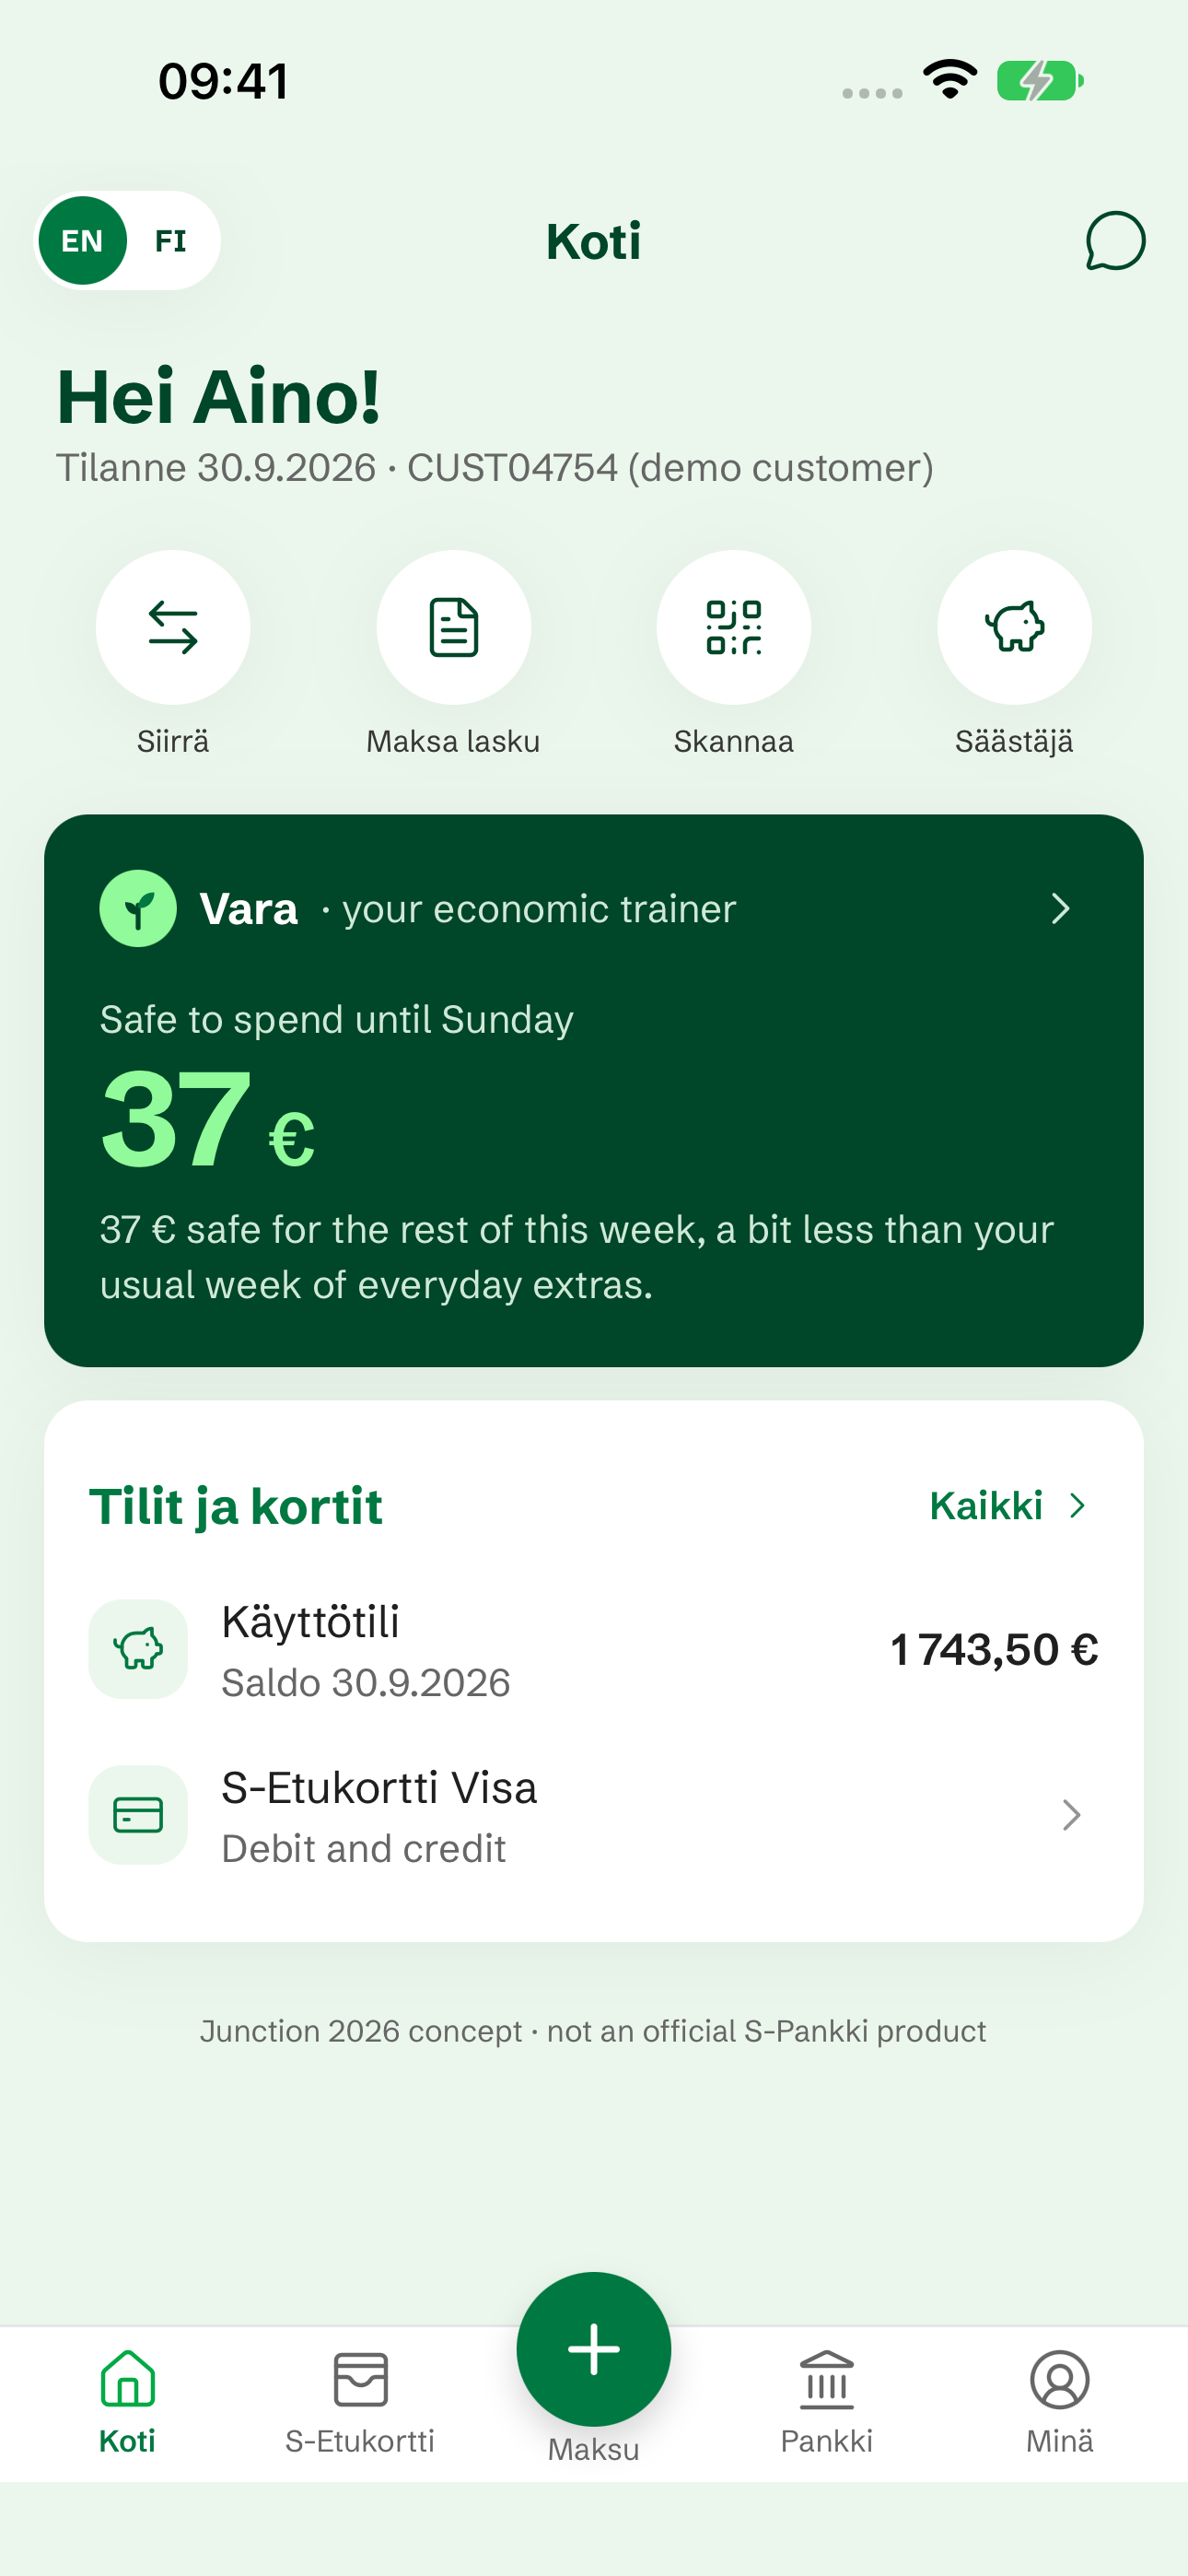 09:41
EN FI
Koti
Hei Aino!
Tilanne 30.9.2026 · CUST04754 (demo customer)
Siirrä
Maksa lasku
Skannaa
Säästäjä
Vara · your economic trainer
Safe to spend until Sunday
37 €
37 € safe for the rest of this week, a bit less than your
usual week of everyday extras.
Tilit ja kortit
Kaikki
Käyttötili
Saldo 30.9.2026
1 743,50 €
S-Etukortti Visa
Debit and credit
Junction 2026 concept · not an official S-Pankki product
Koti
S-Etukortti
Maksu
Pankki
Minä